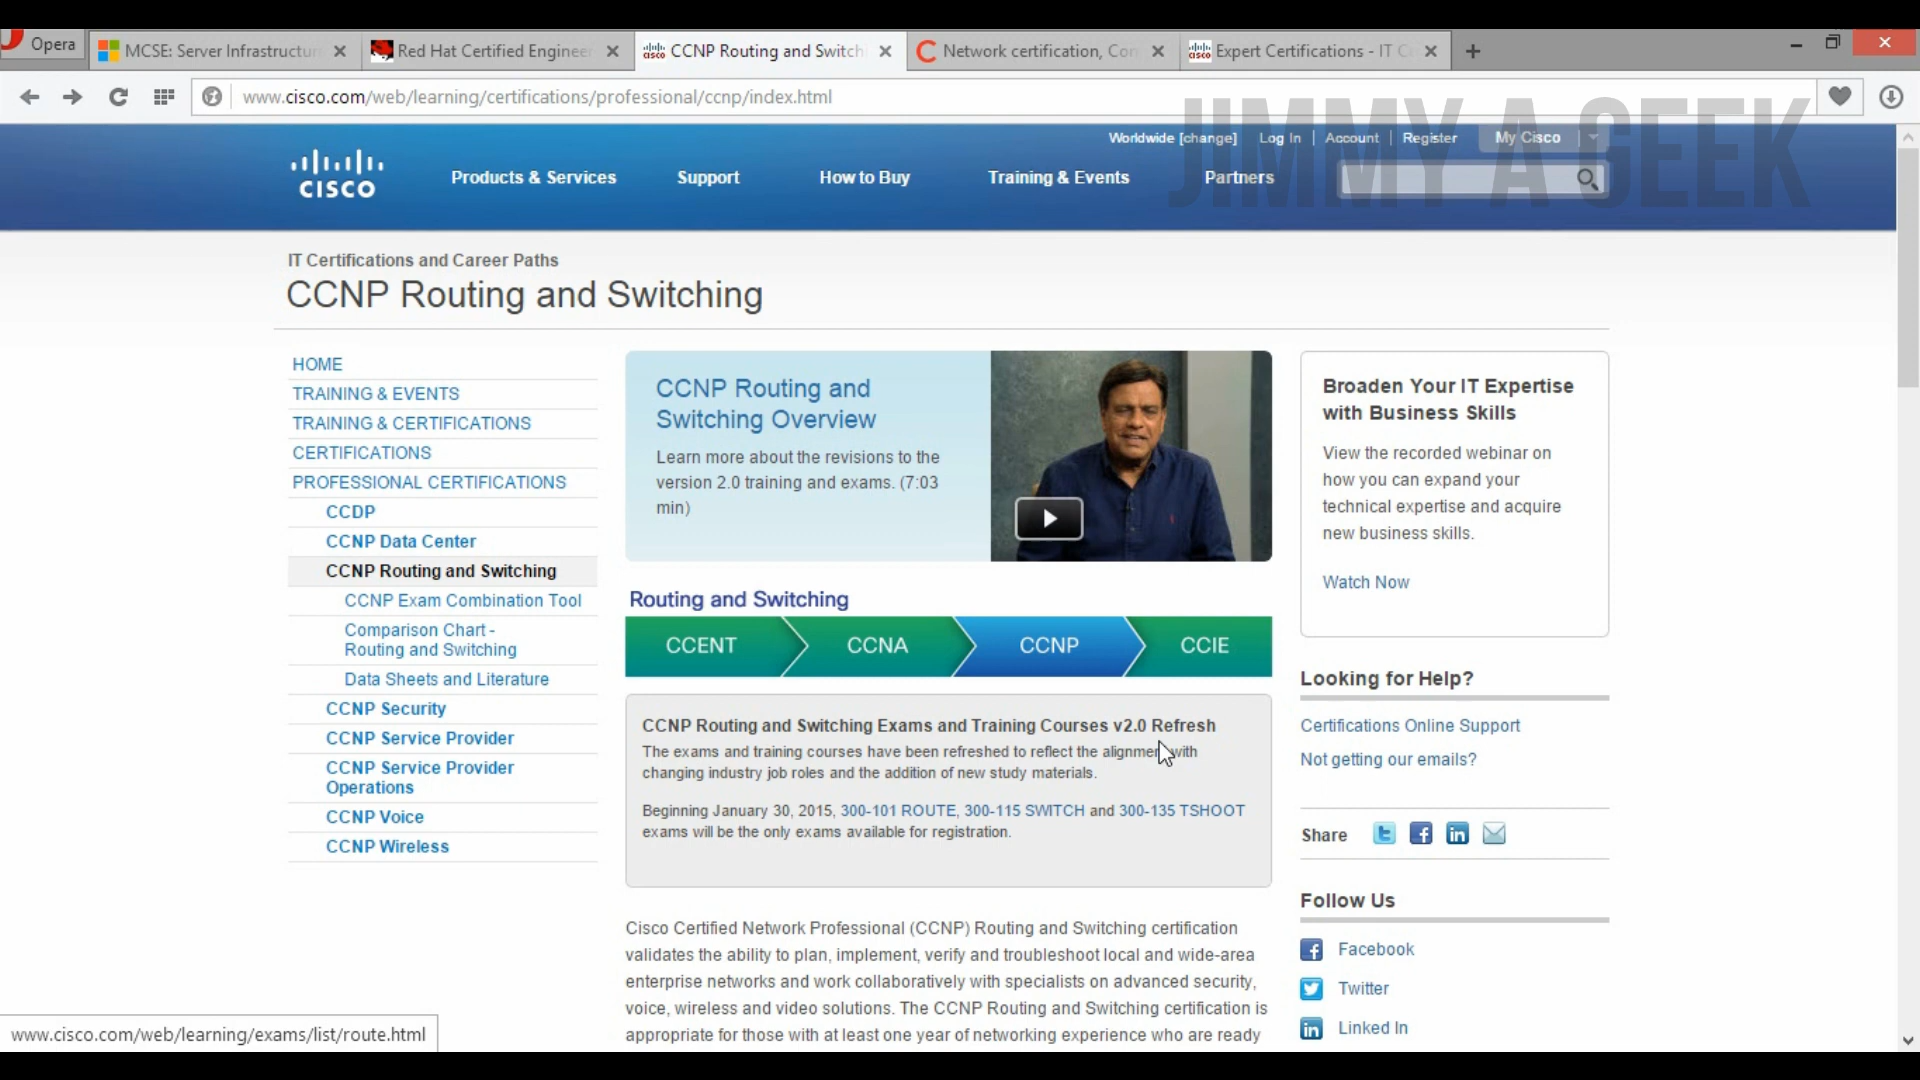 Opera
MCSE: Server Infrastructur
Red Hat Certified Enginee
CCNP Routing and Switch
Network certification, Con
Expert Certifications - IT C
www.cisco.com/web/learning/certifications/professional/ccnp/index.html
JIMMY A GEEK
Worldwide [change] Log In | Account | Register My Cisco
CISCO
Products & Services Support How to Buy Training & Events Partners
IT Certifications and Career Paths
CCNP Routing and Switching
HOME
TRAINING & EVENTS
TRAINING & CERTIFICATIONS
CERTIFICATIONS
PROFESSIONAL CERTIFICATIONS
CCDP
CCNP Data Center
CCNP Routing and Switching
CCNP Exam Combination Tool
Comparison Chart -
Routing and Switching
Data Sheets and Literature
CCNP Security
CCNP Service Provider
CCNP Service Provider
Operations
CCNP Voice
CCNP Wireless
CCNP Routing and
Switching Overview
Learn more about the revisions to the
version 2.0 training and exams. (7:03
min)
Routing and Switching
CCENT CCNA CCNP CCIE
CCNP Routing and Switching Exams and Training Courses v2.0 Refresh
The exams and training courses have been refreshed to reflect the alignment with
changing industry job roles and the addition of new study materials.
Beginning January 30, 2015, 300-101 ROUTE, 300-115 SWITCH and 300-135 TSHOOT
exams will be the only exams available for registration.
Cisco Certified Network Professional (CCNP) Routing and Switching certification
validates the ability to plan, implement, verify and troubleshoot local and wide-area
enterprise networks and work collaboratively with specialists on advanced security,
voice, wireless and video solutions. The CCNP Routing and Switching certification is
appropriate for those with at least one year of networking experience who are ready
Broaden Your IT Expertise
with Business Skills
View the recorded webinar on
how you can expand your
technical expertise and acquire
new business skills.
Watch Now
Looking for Help?
Certifications Online Support
Not getting our emails?
Share
Follow Us
Facebook
Twitter
Linked In
www.cisco.com/web/learning/exams/list/route.html